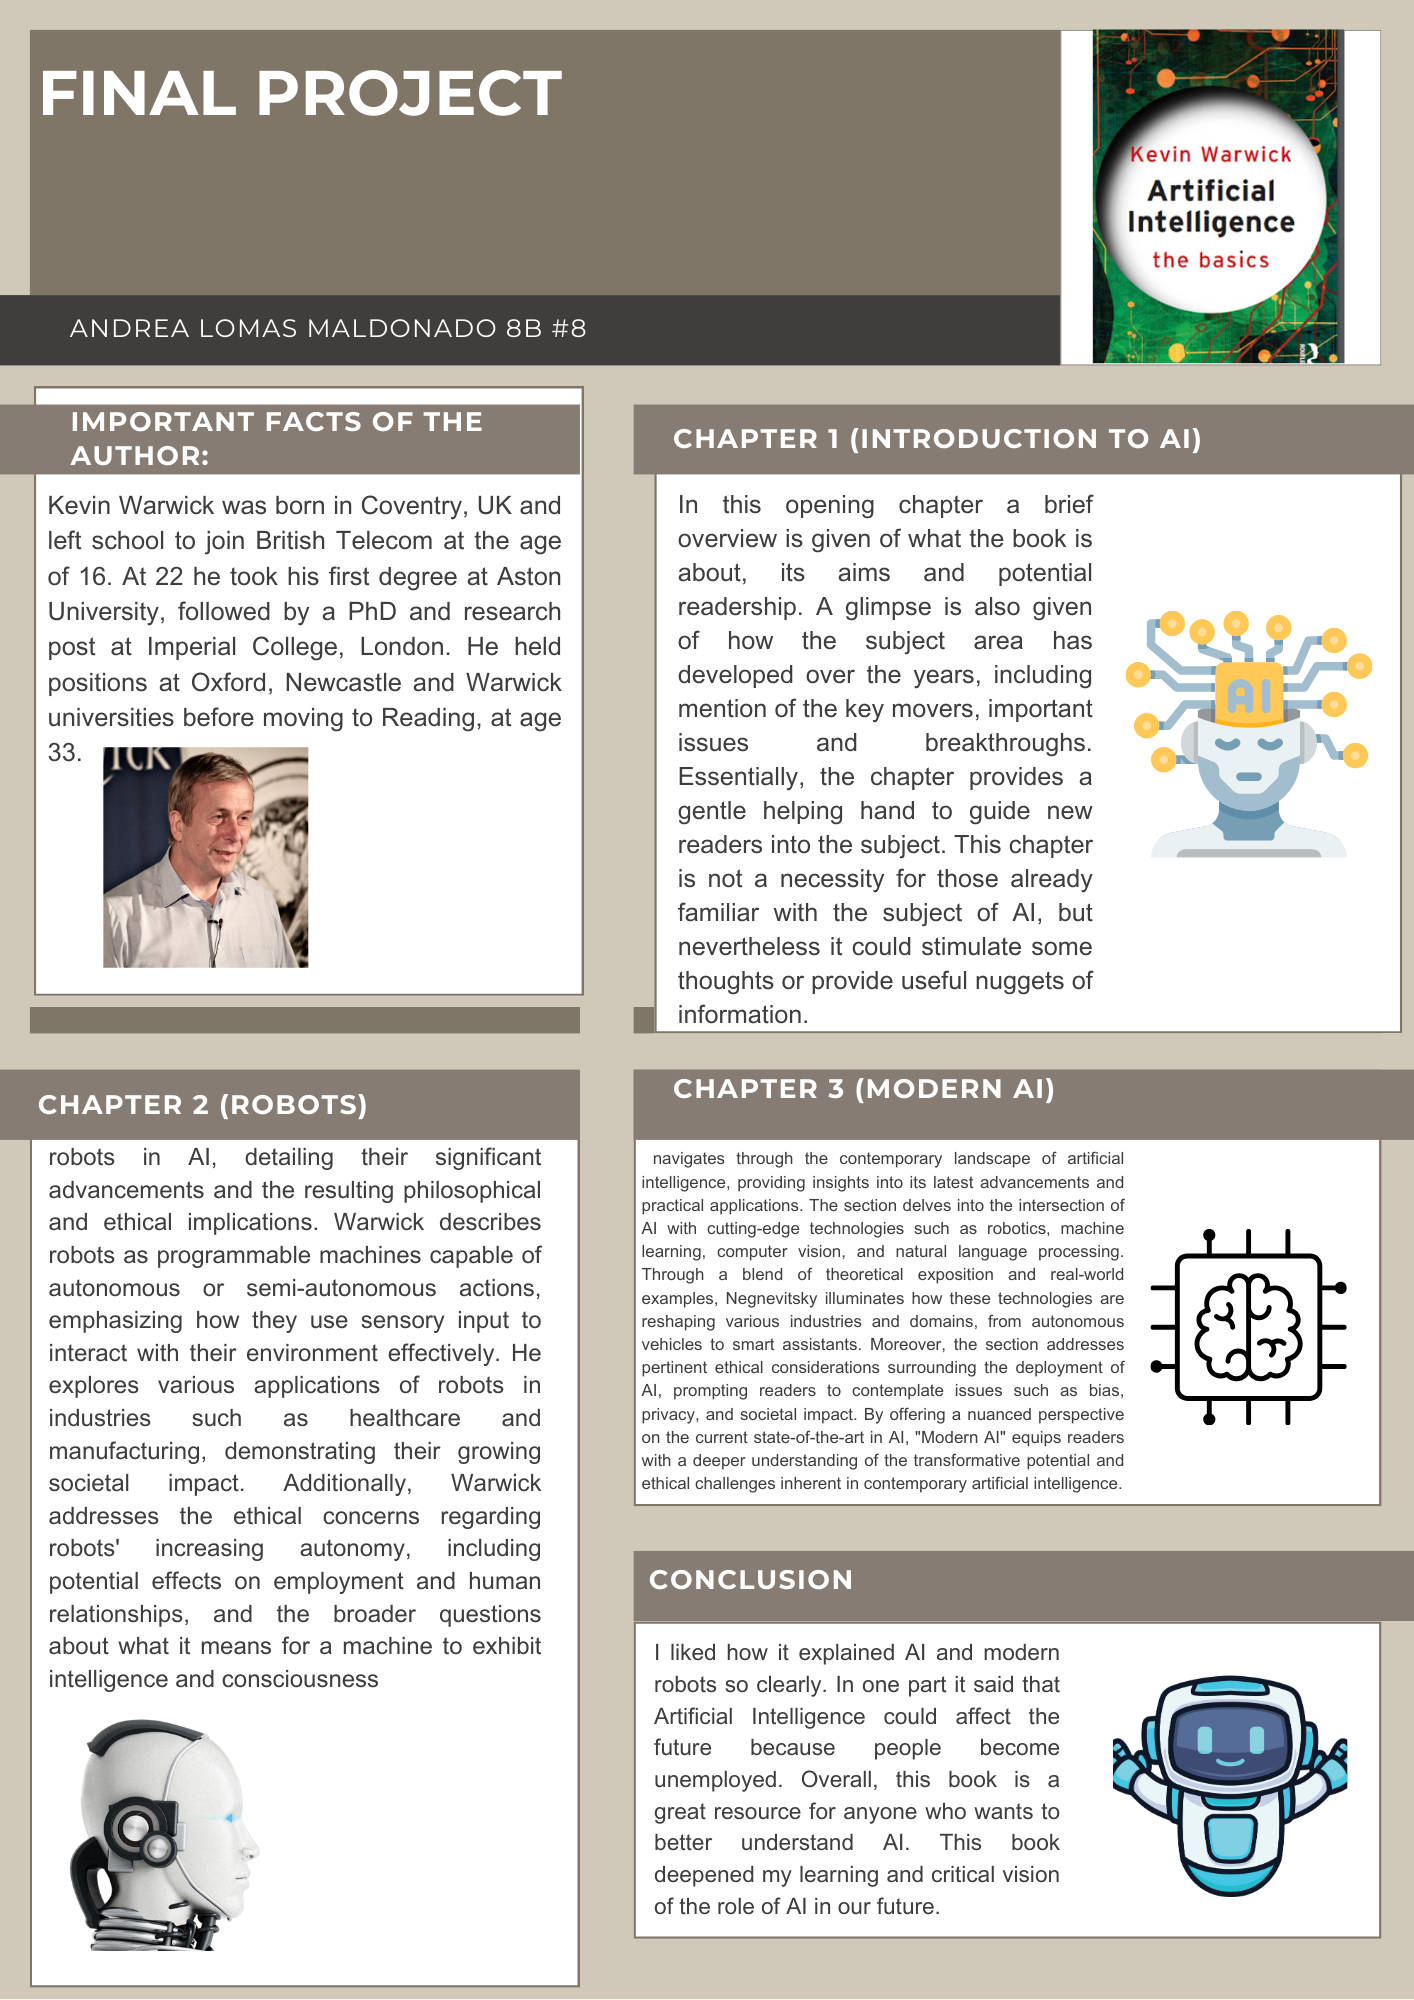 FINAL PROJECT
Kevin Warwick
Artificial
Intelligence
the basics
ANDREA LOMAS MALDONADO 8B #8
IMPORTANT FACTS OF THE
AUTHOR:
Kevin Warwick was born in Coventry, UK and
left school to join British Telecom at the age
of 16. At 22 he took his first degree at Aston
University, followed by a PhD and research
post at Imperial College, London. He held
positions at Oxford, Newcastle and Warwick
universities before moving to Reading, at age
33.
CHAPTER 1 (INTRODUCTION TO AI)
In this opening chapter a brief
overview is given of what the book is
about, its aims and potential
readership. A glimpse is also given
of how the subject area has
developed over the years, including
mention of the key movers, important
issues and breakthroughs.
Essentially, the chapter provides a
gentle helping hand to guide new
readers into the subject. This chapter
is not a necessity for those already
familiar with the subject of AI, but
nevertheless it could stimulate some
thoughts or provide useful nuggets of
information.
AI
CHAPTER 2 (ROBOTS)
robots in AI, detailing their significant
advancements and the resulting philosophical
and ethical implications. Warwick describes
robots as programmable machines capable of
autonomous or semi-autonomous actions,
emphasizing how they use sensory input to
interact with their environment effectively. He
explores various applications of robots in
industries such as healthcare and
manufacturing, demonstrating their growing
societal impact. Additionally, Warwick
addresses the ethical concerns regarding
robots' increasing autonomy, including
potential effects on employment and human
relationships, and the broader questions
about what it means for a machine to exhibit
intelligence and consciousness
CHAPTER 3 (MODERN AI)
navigates through the contemporary landscape of artificial
intelligence, providing insights into its latest advancements and
practical applications. The section delves into the intersection of
AI with cutting-edge technologies such as robotics, machine
learning, computer vision, and natural language processing.
Through a blend of theoretical exposition and real-world
examples, Negnevitsky illuminates how these technologies are
reshaping various industries and domains, from autonomous
vehicles to smart assistants. Moreover, the section addresses
pertinent ethical considerations surrounding the deployment of
AI, prompting readers to contemplate issues such as bias,
privacy, and societal impact. By offering a nuanced perspective
on the current state-of-the-art in AI, "Modern AI" equips readers
with a deeper understanding of the transformative potential and
ethical challenges inherent in contemporary artificial intelligence.
CONCLUSION
I liked how it explained AI and modern
robots so clearly. In one part it said that
Artificial Intelligence could affect the
future because people become
unemployed. Overall, this book is a
great resource for anyone who wants to
better understand AI. This book
deepened my learning and critical vision
of the role of AI in our future.